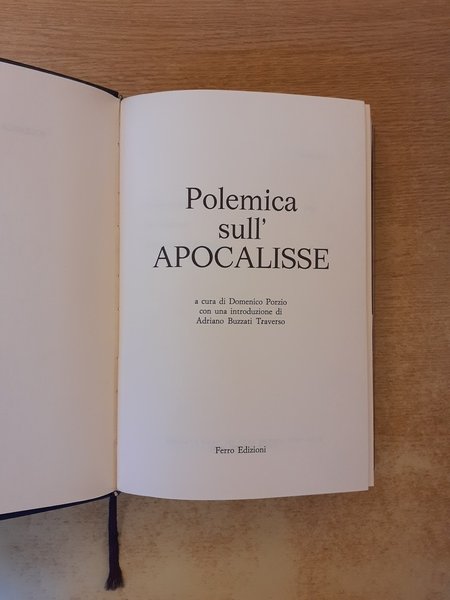 Polemica
sull'
APOCALISSE
a cura di Domenico Porzio
con una introduzione di
Adriano Buzzati Traverso
Ferro Edizioni